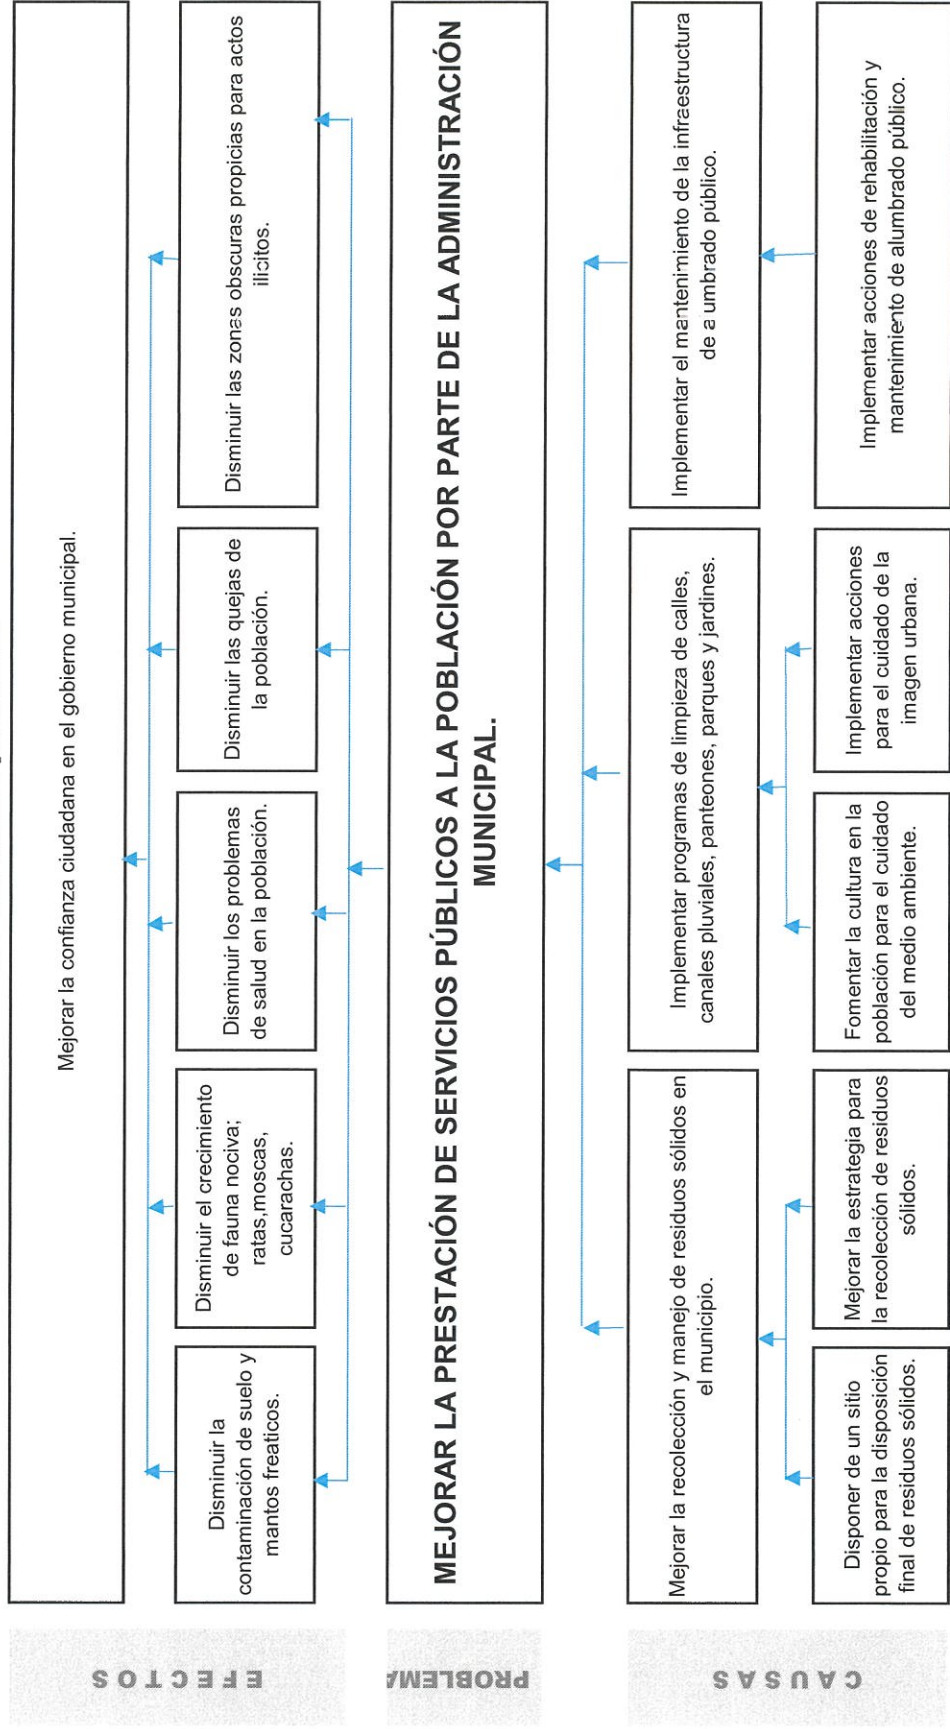 EFECTOS
Mejorar la confianza ciudadana en el gobierno municipal.
Disminuir la
contaminación de suelo y
mantos freaticos.
Disminuir el crecimiento
de fauna nociva;
ratas,moscas,
cucarachas.
Disminuir los problemas
de salud en la población.
Disminuir las quejas de
la población.
Disminuir las zonas obscuras propicias para actos
ilicitos.
PROBLEMA
MEJORAR LA PRESTACIÓN DE SERVICIOS PÚBLICOS A LA POBLACIÓN POR PARTE DE LA ADMINISTRACIÓN
MUNICIPAL.
CAUSAS
Mejorar la recolección y manejo de residuos sólidos en
el municipio.
Implementar programas de limpieza de calles,
canales pluviales, panteones, parques y jardines.
Implementar el mantenimiento de la infraestructura
de a umbrado público.
Disponer de un sitio
propio para la disposición
final de residuos sólidos.
Mejorar la estrategia para
la recolección de residuos
sólidos.
Fomentar la cultura en la
población para el cuidado
del medio ambiente.
Implementar acciones
para el cuidado de la
imagen urbana.
Implementar acciones de rehabilitación y
mantenimiento de alumbrado público.